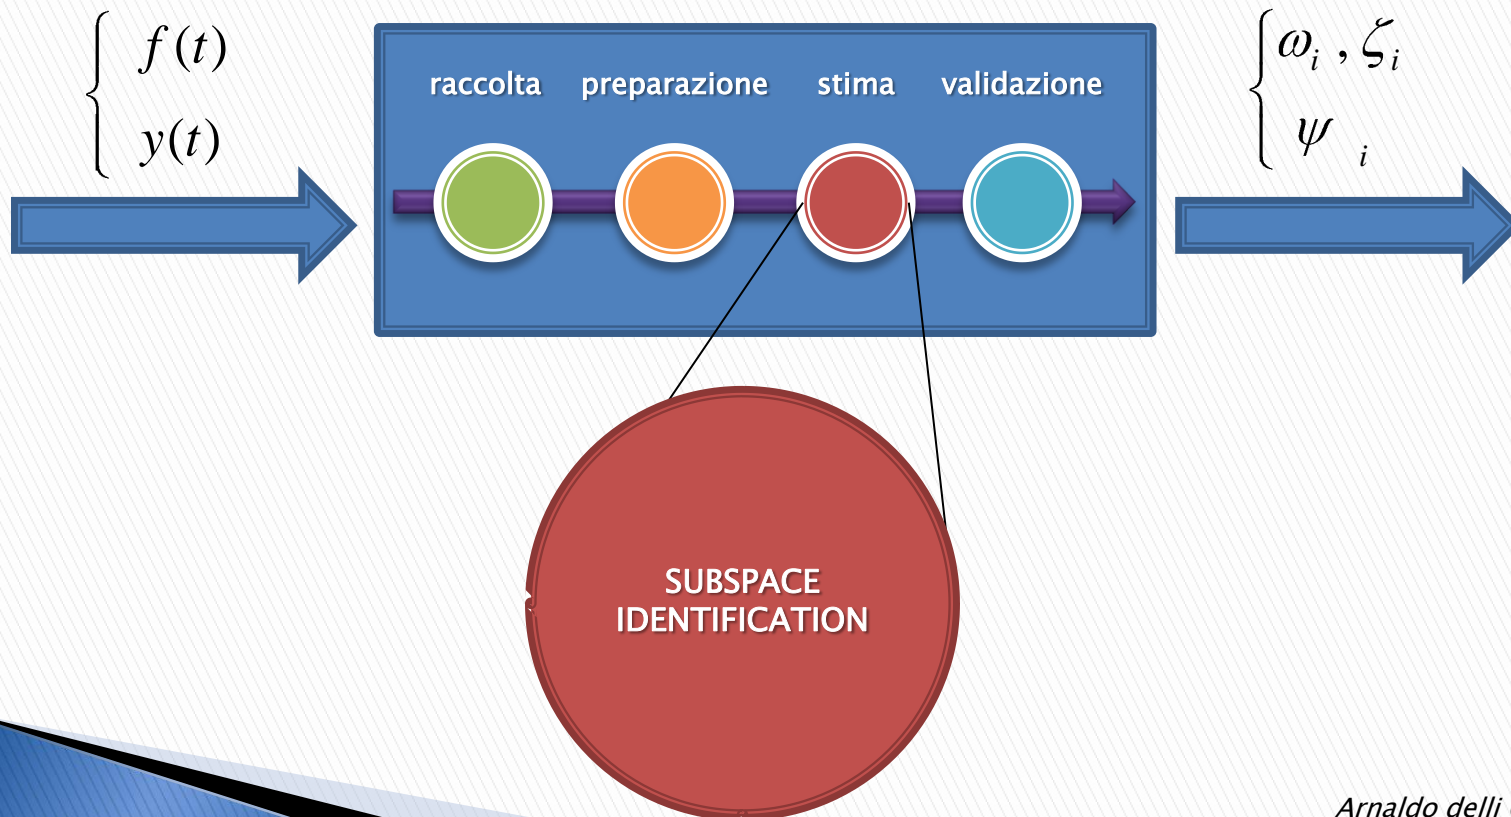 f(t)
y(t)
raccolta preparazione stima validazione
ω_i , ζ_i
ψ_i
SUBSPACE
IDENTIFICATION
Arnaldo delli